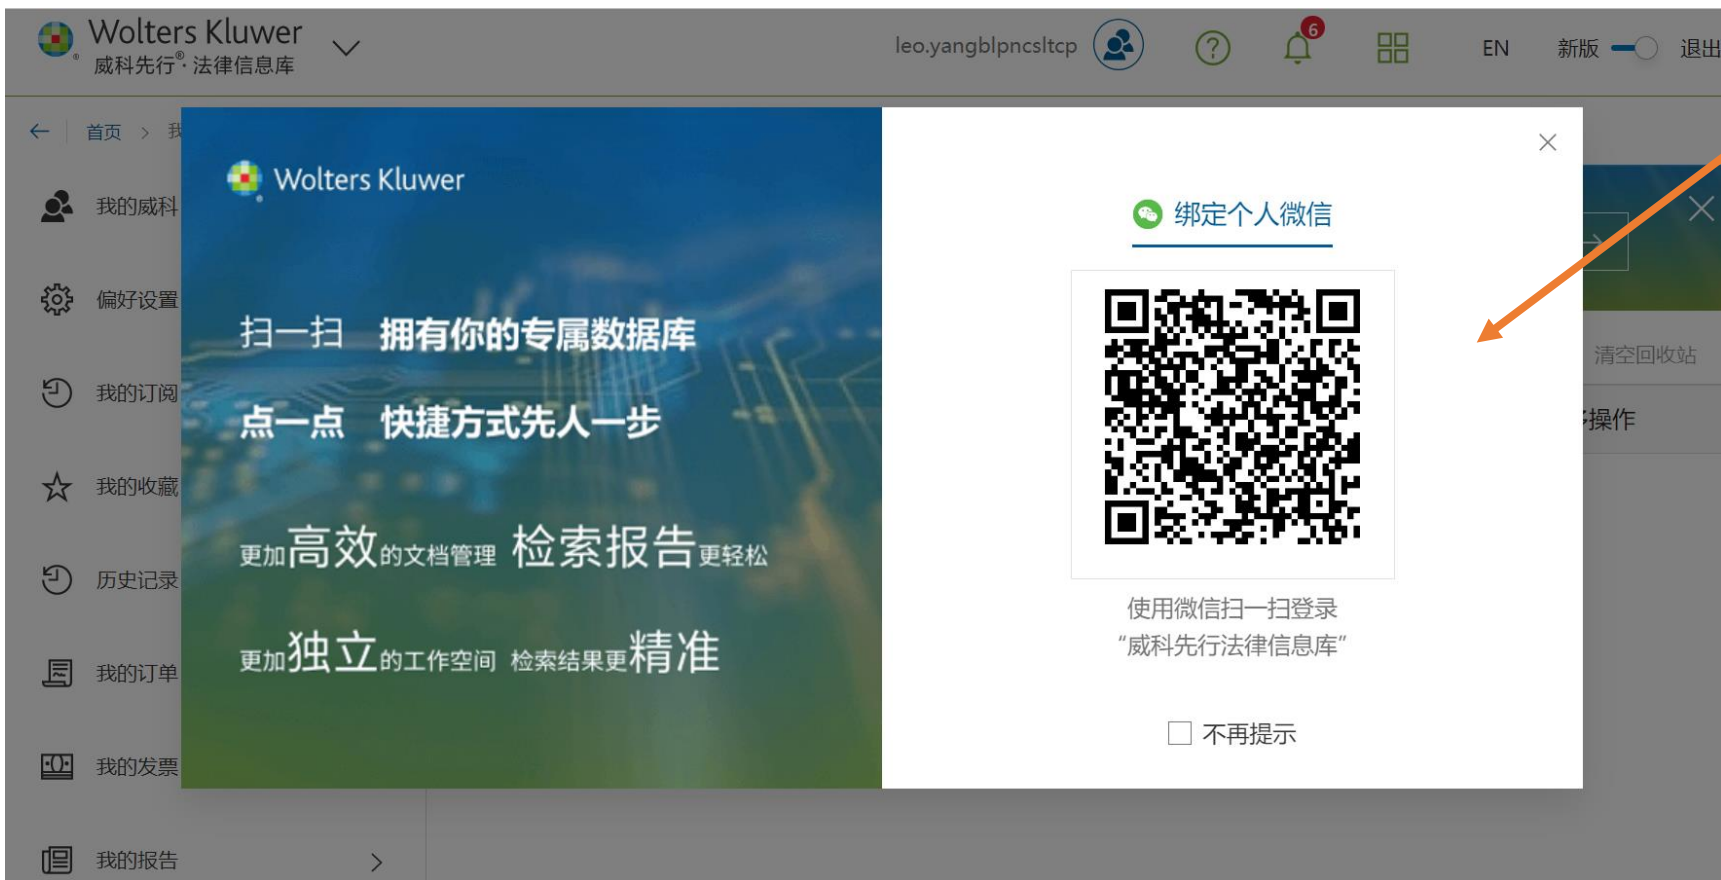 Wolters Kluwer
威科先行®·法律信息库
leo.yangblpncsltcp
6
EN
新版
退出
首页 > 我
我的威科
偏好设置
我的订阅
我的收藏
历史记录
我的订单
我的发票
我的报告
Wolters Kluwer
扫一扫 拥有你的专属数据库
点一点 快捷方式先人一步
更加高效的文档管理 检索报告更轻松
更加独立的工作空间 检索结果更精准
绑定个人微信
使用微信扫一扫登录
“威科先行法律信息库”
不再提示
清空回收站
操作